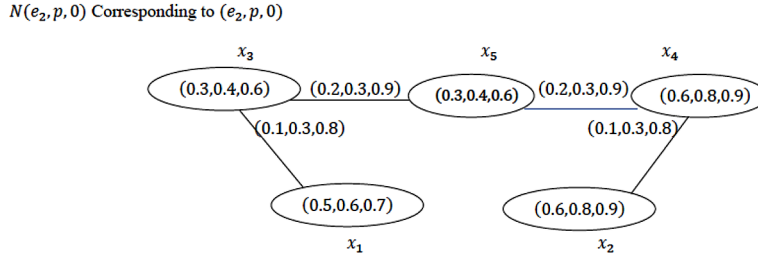 N(e₂, p, 0) Corresponding to (e₂, p, 0)
x₃ x₅ x₄
(0.3,0.4,0.6) (0.2,0.3,0.9) (0.3,0.4,0.6) (0.2,0.3,0.9) (0.6,0.8,0.9)
(0.1,0.3,0.8) (0.1,0.3,0.8)
(0.5,0.6,0.7) (0.6,0.8,0.9)
x₁ x₂